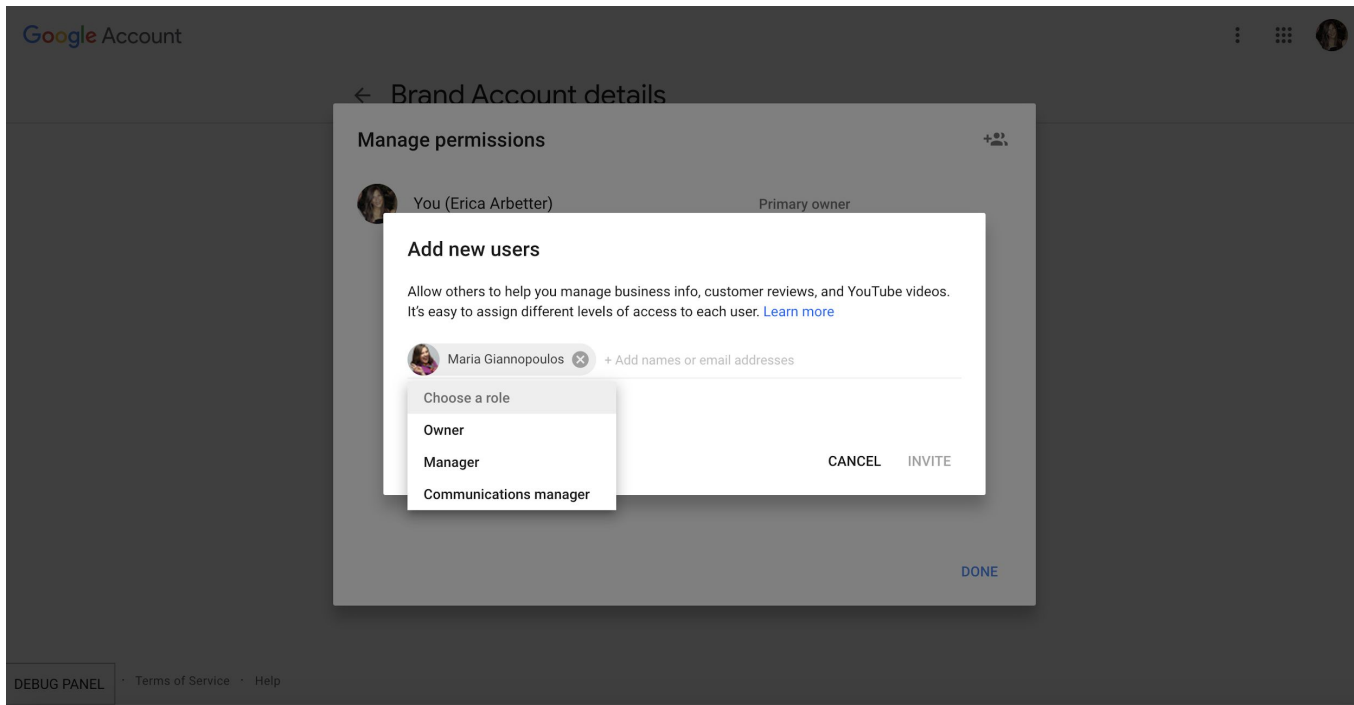 Google Account
Brand Account details
Manage permissions
You (Erica Arbetter) Primary owner
Add new users
Allow others to help you manage business info, customer reviews, and YouTube videos.
It's easy to assign different levels of access to each user. Learn more
Maria Giannopoulos + Add names or email addresses
Choose a role
Owner
Manager
Communications manager
CANCEL INVITE
DONE
DEBUG PANEL · Terms of Service · Help